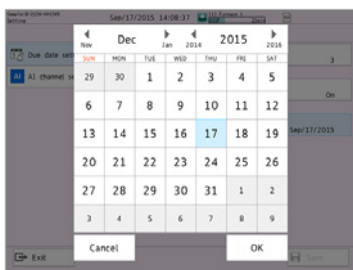 Setting
Sep/17/2015 14:08:37
Due date set
3
AI AI channel se
On
Sep/17/2015
Dec 2015
Nov Jan 2014 2016
SUN MON TUE WED THU FRI SAT
29 30 1 2 3 4 5
6 7 8 9 10 11 12
13 14 15 16 17 18 19
20 21 22 23 24 25 26
27 28 29 30 31 1 2
3 4 5 6 7 8 9
Cancel OK
Exit Save